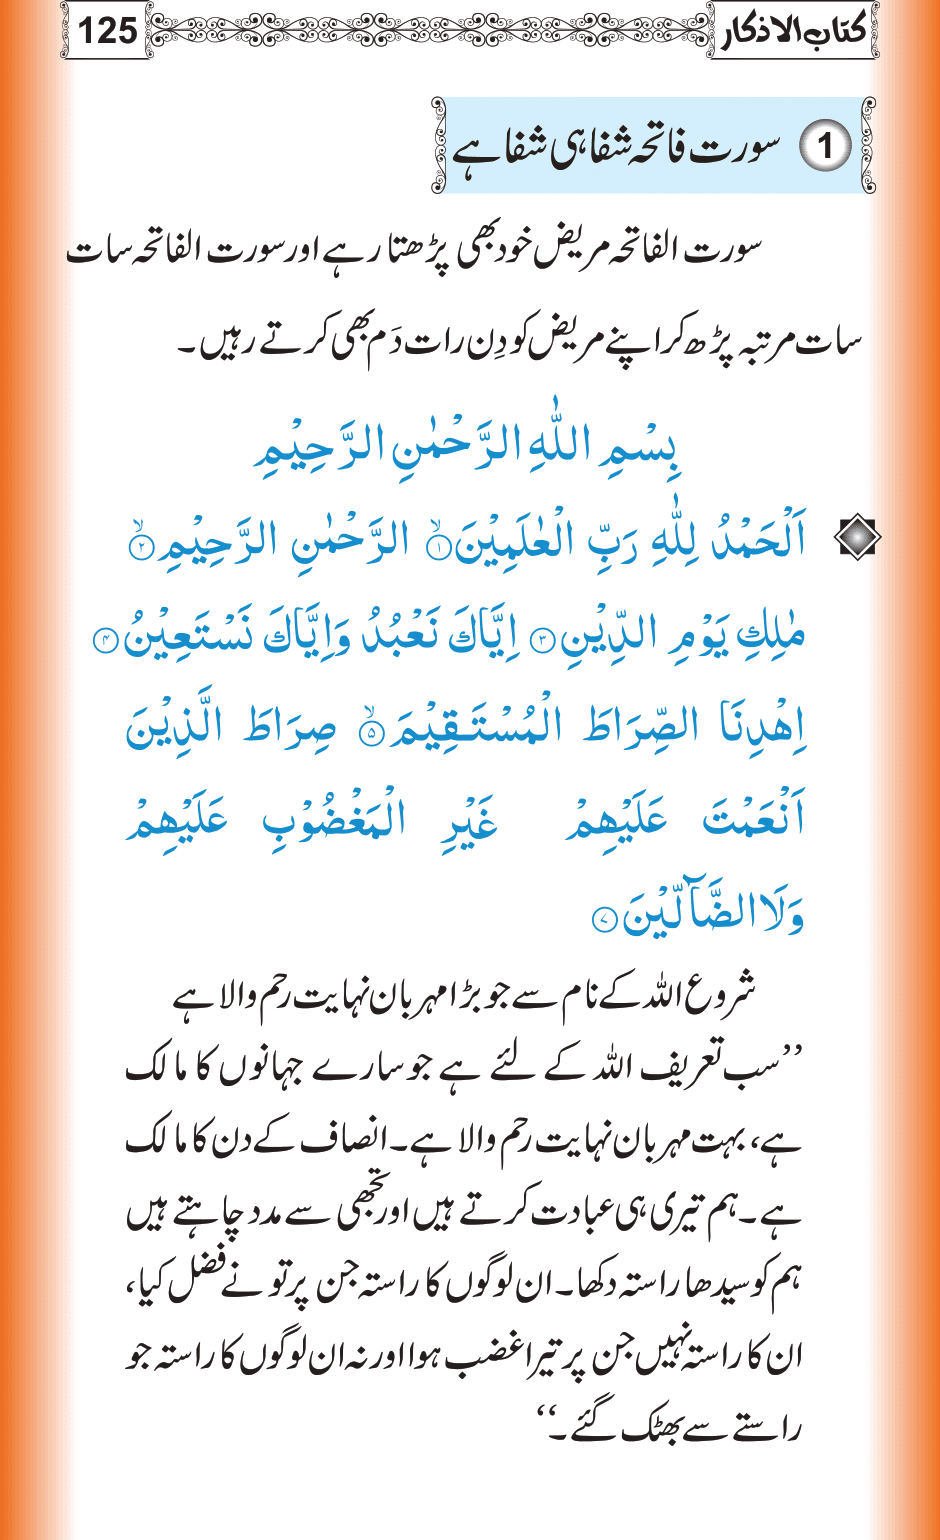 کتاب الاذکار 125
1 سورت فاتحہ شفا ہی شفا ہے
سورت الفاتحہ مریض خود بھی پڑھتا رہے اور سورت الفاتحہ سات
سات مرتبہ پڑھ کر اپنے مریض کو دِن رات دَم بھی کرتے رہیں۔
بِسْمِ اللّٰهِ الرَّحْمٰنِ الرَّحِيْمِ
اَلْحَمْدُ لِلّٰهِ رَبِّ الْعٰلَمِيْنَ ۙ۝۱ الرَّحْمٰنِ الرَّحِيْمِ ۙ۝۲
مٰلِكِ يَوْمِ الدِّيْنِ ۝۳ اِيَّاكَ نَعْبُدُ وَاِيَّاكَ نَسْتَعِيْنُ ۝۴
اِهْدِنَا الصِّرَاطَ الْمُسْتَقِيْمَ ۙ۝۵ صِرَاطَ الَّذِيْنَ
اَنْعَمْتَ عَلَيْهِمْ غَيْرِ الْمَغْضُوْبِ عَلَيْهِمْ
وَلَا الضَّآلِّيْنَ ۝۷
شروع اللہ کے نام سے جو بڑا مہربان نہایت رحم والا ہے
’’سب تعریف اللہ کے لئے ہے جو سارے جہانوں کا مالک
ہے، بہت مہربان نہایت رحم والا ہے۔ انصاف کے دن کا مالک
ہے۔ ہم تیری ہی عبادت کرتے ہیں اور تجھی سے مدد چاہتے ہیں
ہم کو سیدھا راستہ دکھا۔ ان لوگوں کا راستہ جن پر تو نے فضل کیا،
ان کا راستہ نہیں جن پر تیرا غضب ہوا اور نہ ان لوگوں کا راستہ جو
راستے سے بھٹک گئے۔‘‘